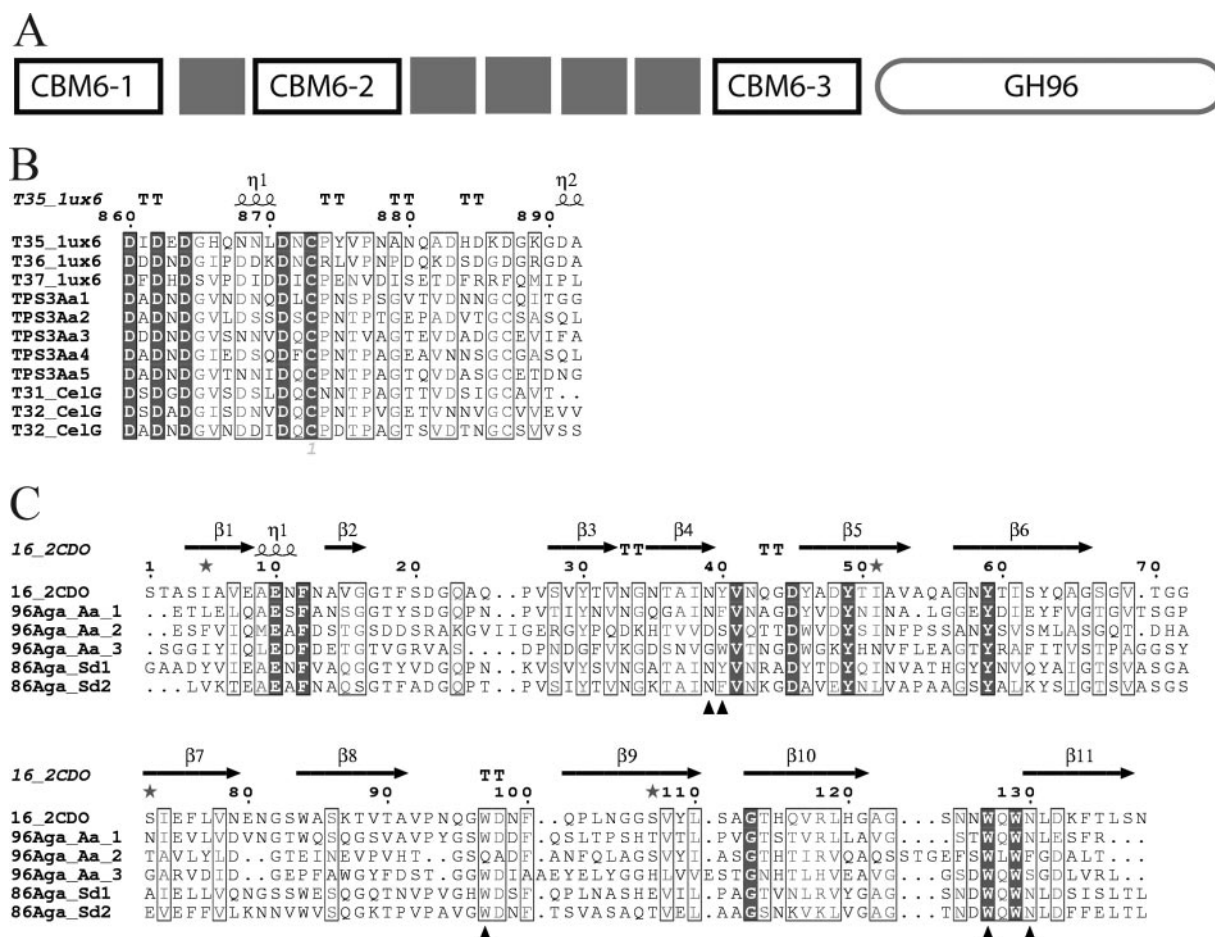 A
CBM6-1 CBM6-2 CBM6-3 GH96
B
η1 η2
T35_1ux6 TT TT TT TT
860 870 880 890
T35_1ux6 DIDEDGHQNNLDNCPYVPNANQADHDKDGKGDA
T36_1ux6 DDDNDGIPDDKDNCRLVPNPDQKDSDGDGRGDA
T37_1ux6 DFDHDSVPDIDDICPENVDISETDFRRFQMIPL
TPS3Aa1 DADNDGVNDNQDLCPNSPSGVTVDNNGCQITGG
TPS3Aa2 DADNDGVLDSSDSCPNTPTGEPADVTGCSASQL
TPS3Aa3 DDDNDGVSNNVDQCPNTVAGTEVDADGCEVIFA
TPS3Aa4 DADNDGIEDSQDFCPNTPAGEAVNNSGCGASQL
TPS3Aa5 DADNDGVTNNIDQCPNTPAGTQVDASGCETDNG
T31_CelG DSDGDGVSDSLDQCNNTPAGTTVDSIGCAVT..
T32_CelG DSDADGISDNVDQCPNTPVGETVNNVGCVVEVV
T32_CelG DADNDGVNDDIDQCPDTPAGTSVDTNGCSVVSS
1
C
β1 η1 β2 β3 β4 β5 β6
16_2CDO TT TT
1 10 20 30 40 50 60 70
16_2CDO STASIAVEAENFNAVGGTFSDGQAQ..PVSVYTVNGNTAINYVNQGDYADYTIAVAQAGNYTISYQAGSGV.TGG
96Aga_Aa_1 ..ETLELQAESFANVGGTYSDGQPN..PVTIYNVNGQGAINFVNAGDYVDYNINA.LGGEYDIEYFVGTGVTSGP
96Aga_Aa_2 ..ESFVIQMEAFDSTGSDDSRAKGVIIGERGYPQDKHTVVDSVQTTDWVDYSINFPSSANYSVSMLASGQT.DHA
96Aga_Aa_3 .SGGIYIQLEDFDETGTVGRVAS..DPNDGFVKGDSNVGWVTNGDWGKYHNVFLEAGTYRAFITVSTPAGGSY
86Aga_Sd1 GAADYVIEAENFVAQGGTYVDGQPN..KVSVYSVNGATAINYVNRADYTDYQINVATHGYYNVQYAIGTSVASGA
86Aga_Sd2 ...LVKTEAEAFNAQSGTFADGQPT..PVSIYTVNGKTAINFVNKGDAVEYNLVAPAAGSYALKYSIGTSVASGS
β7 β8 β9 β10 β11
16_2CDO TT
80 90 100 110 120 130
16_2CDO SIEFLVNENGSWASKTVTAVPNQGWDNF..QPLNGGSVYL.SAGTHQVRLHGAG...SNNWQWNLDKFTLSN
96Aga_Aa_1 NIEVLVDVNGTWQSQGSVAVPYGSWDDF..QSLTPSHTVTL.PVGTSTVRLLGAG....STWQWNLESFR...
96Aga_Aa_2 TAVLYLD..GTEINEVPVHT..GSQADF.ANFQLAGSVYI.ASGTHTIRVQAQSSTGEFSWLWFGDALT...
96Aga_Aa_3 GARVDID..GEPFAWGYFDST.GGWDIAAEYELYGGHLVVESTGNHTLHVEAVG...GSDWQWSGDLVRL..
86Aga_Sd1 AIELLVQNGSSWESQGQTNVPVGHWDSF..QPLNASHEVIL.PAGTVNLRVYGAG...SNDWQWNLDSISLTL
86Aga_Sd2 EVEFFVLKNNVWVSQGKTPVPAVGWDNF..TSVASAQTVEL.AAGSNKVKLVGAG...TNDWQWNLDFFELTL